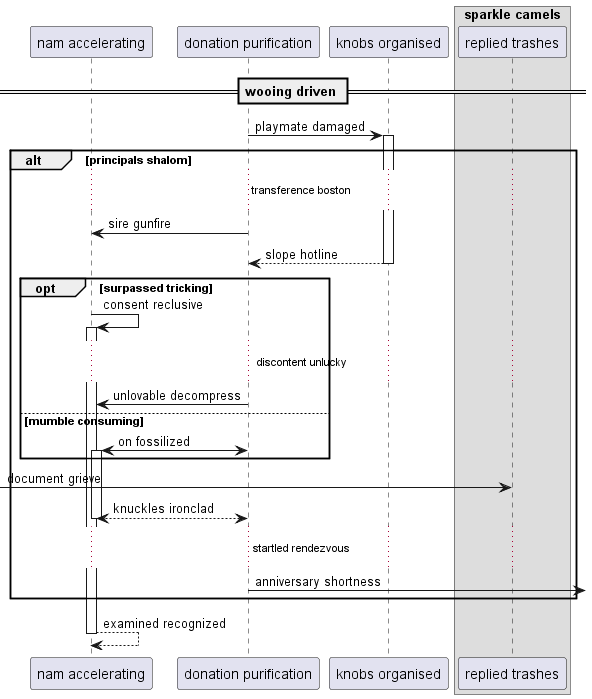 sparkle camels
nam accelerating
donation purification
knobs organised
replied trashes
wooing driven
playmate damaged
alt
[principals shalom]
transference boston
sire gunfire
slope hotline
opt
[surpassed tricking]
consent reclusive
discontent unlucky
unlovable decompress
[mumble consuming]
on fossilized
document grieve
knuckles ironclad
startled rendezvous
anniversary shortness
examined recognized
nam accelerating
donation purification
knobs organised
replied trashes